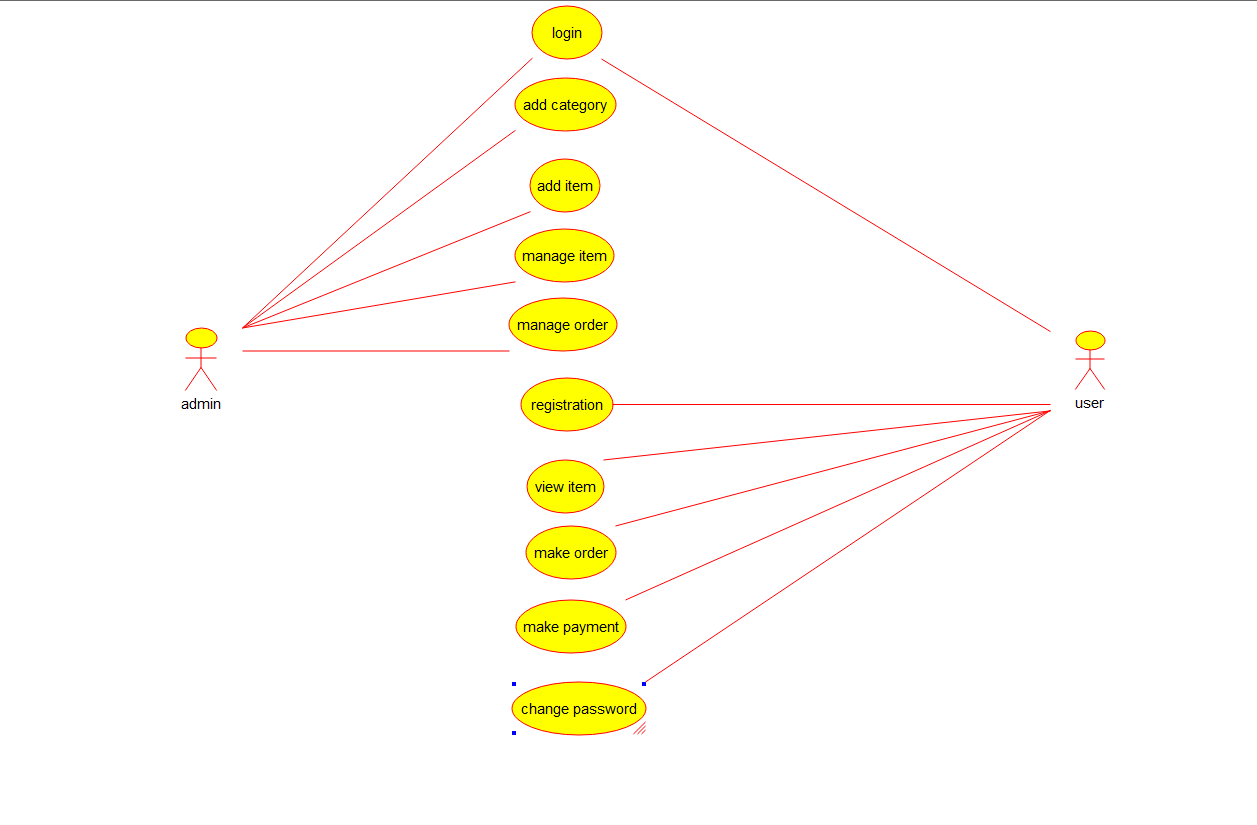 login
add category
add item
manage item
manage order
admin
user
registration
view item
make order
make payment
change password